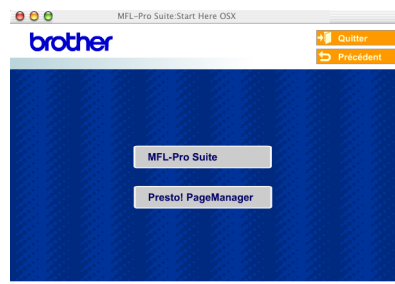 MFL-Pro Suite:Start Here OSX
brother
Quitter
Précédent
MFL-Pro Suite
Presto! PageManager